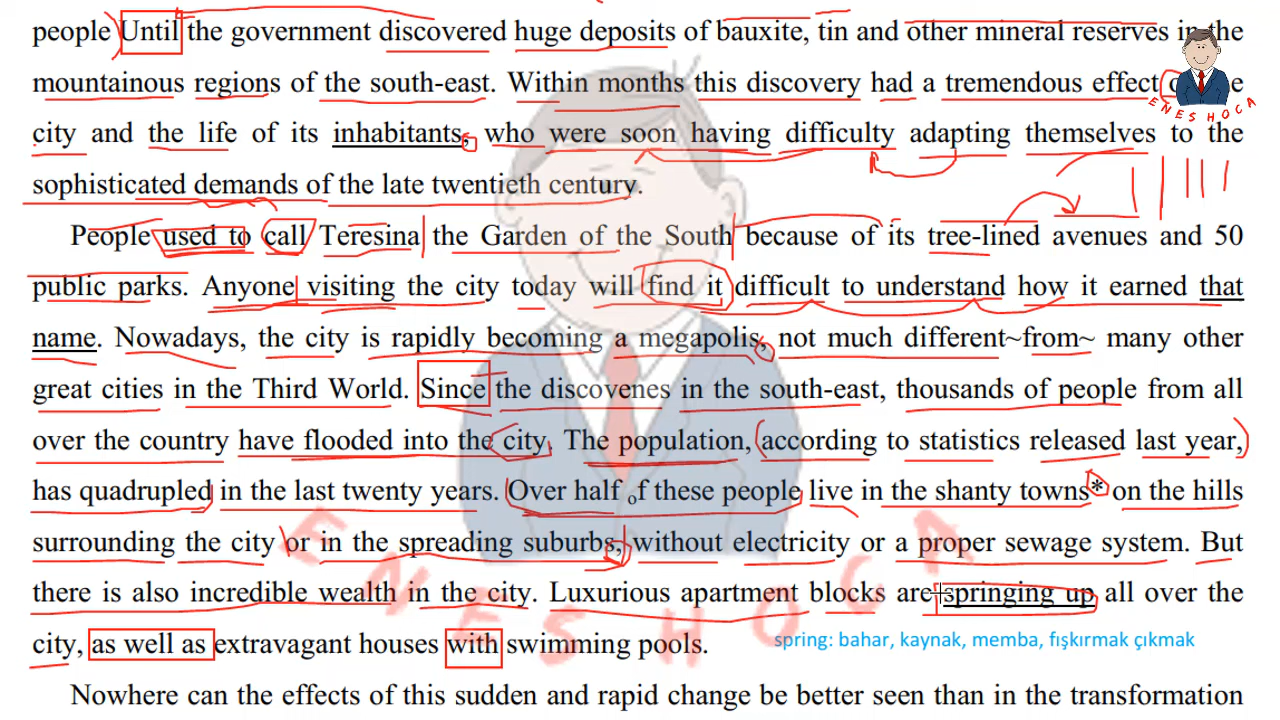 people Until the government discovered huge deposits of bauxite, tin and other mineral reserves in the
mountainous regions of the south-east. Within months this discovery had a tremendous effect
city and the life of its inhabitants, who were soon having difficulty adapting themselves to the
sophisticated demands of the late twentieth century.
People used to call Teresina the Garden of the South because of its tree-lined avenues and 50
public parks. Anyone visiting the city today will find it difficult to understand how it earned that
name. Nowadays, the city is rapidly becoming a megapolis, not much different~from~ many other
great cities in the Third World. Since the discovenes in the south-east, thousands of people from all
over the country have flooded into the city. The population, according to statistics released last year,
has quadrupled in the last twenty years. Over half of these people live in the shanty towns* on the hills
surrounding the city or in the spreading suburbs, without electricity or a proper sewage system. But
there is also incredible wealth in the city. Luxurious apartment blocks are springing up all over the
city, as well as extravagant houses with swimming pools.
spring: bahar, kaynak, memba, fışkırmak çıkmak
Nowhere can the effects of this sudden and rapid change be better seen than in the transformation
ENES HOCA
ENES HOCA